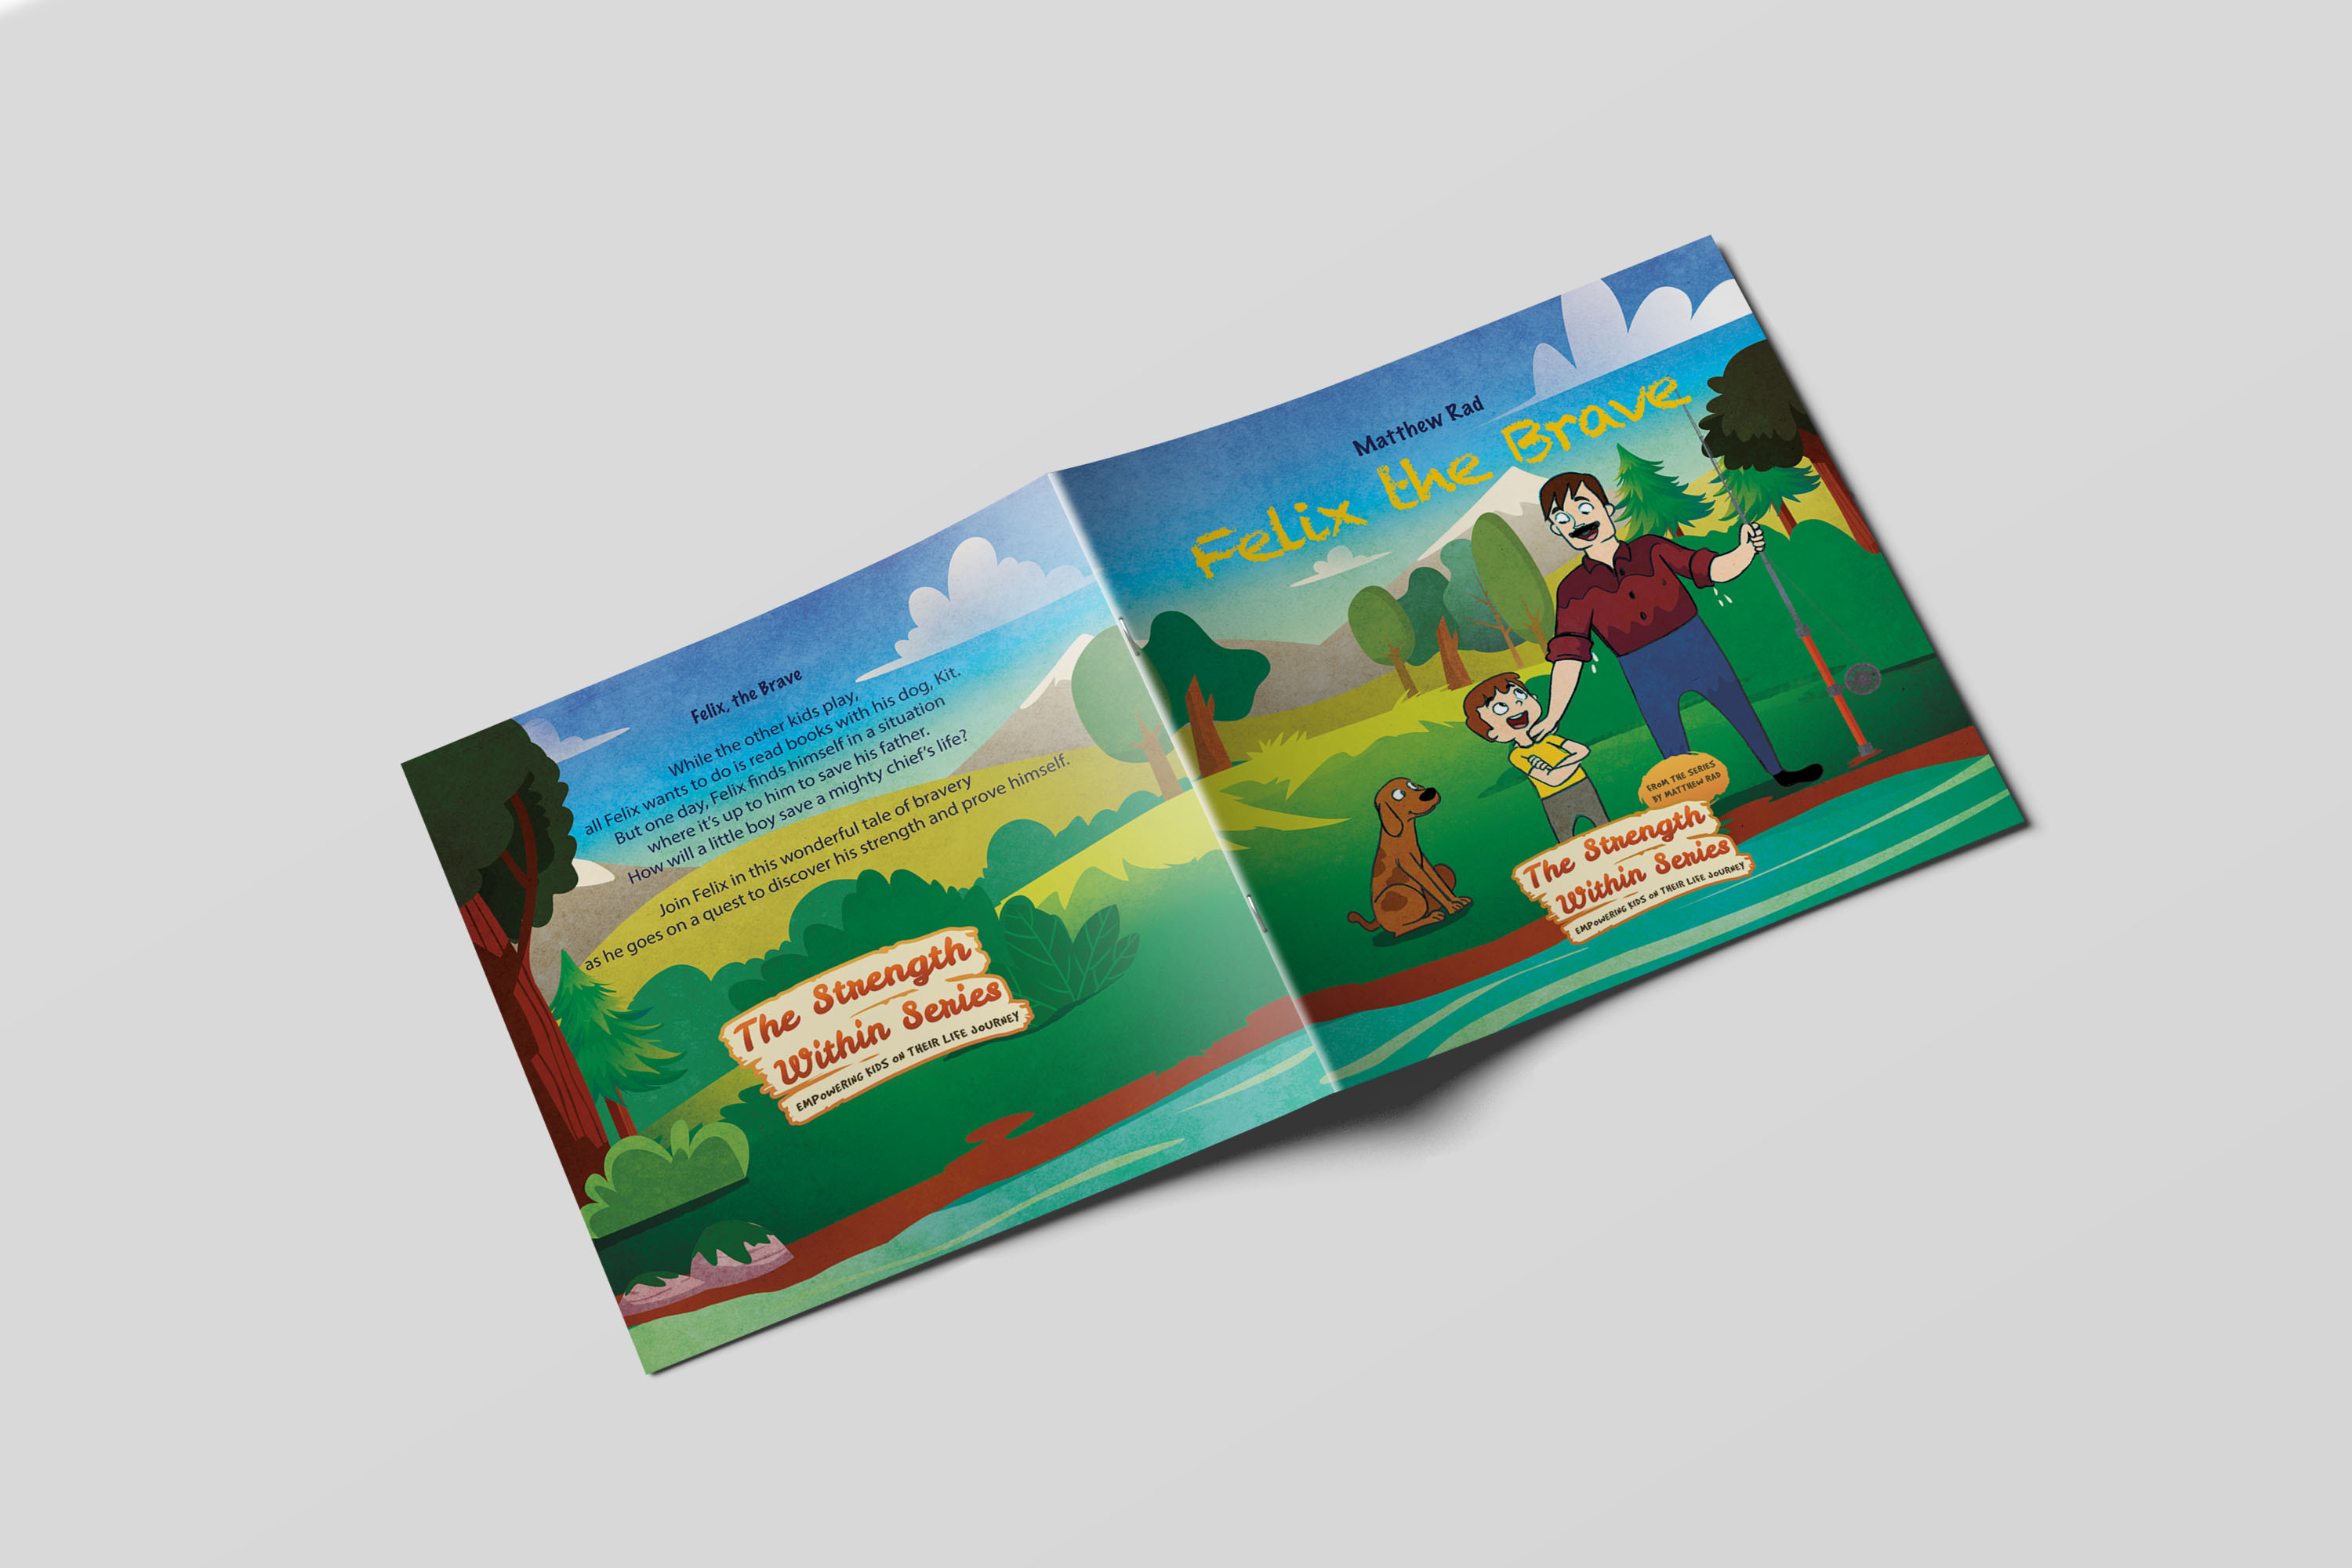 Felix, the Brave
While the other kids play,
all Felix wants to do is read books with his dog, Kit.
But one day, Felix finds himself in a situation
where it's up to him to save his father.
How will a little boy save a mighty chief's life?
Join Felix in this wonderful tale of bravery
as he goes on a quest to discover his strength and prove himself.
The Strength
Within Series
EMPOWERING KIDS ON THEIR LIFE JOURNEY
Matthew Rad
Felix the Brave
FROM THE SERIES
BY MATTHEW RAD
The Strength
Within Series
EMPOWERING KIDS ON THEIR LIFE JOURNEY